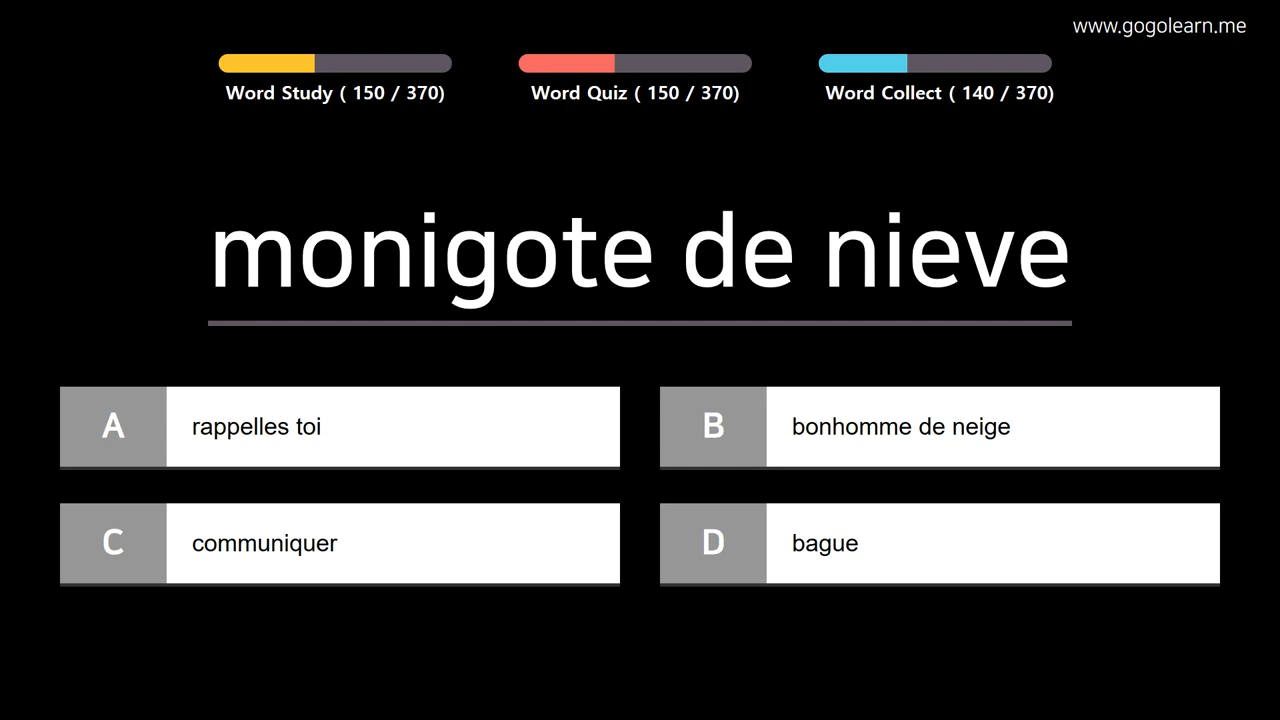 www.gogolearn.me
Word Study ( 150 / 370)
Word Quiz ( 150 / 370)
Word Collect ( 140 / 370)
monigote de nieve
A rappelles toi
B bonhomme de neige
C communiquer
D bague